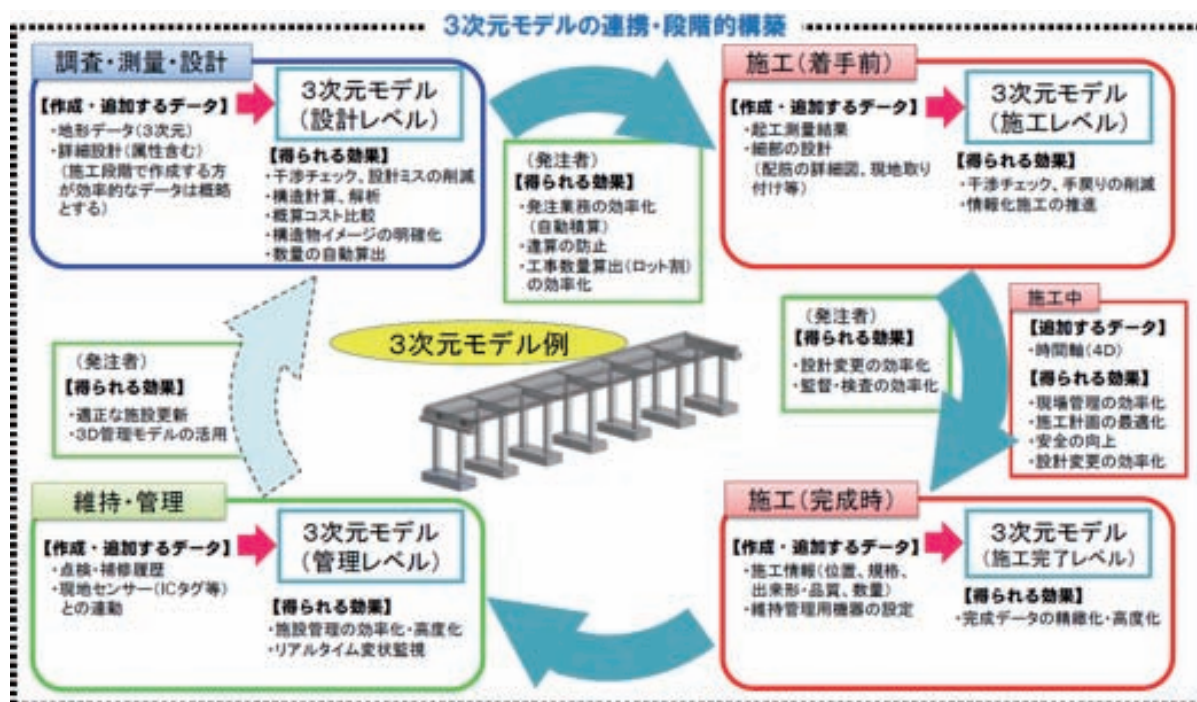 3次元モデルの連携・段階的構築
調査・測量・設計
【作成・追加するデータ】
・地形データ(3次元)
・詳細設計(属性含む)
(施工段階で作成する方
が効率的なデータは概略
とする)
3次元モデル
(設計レベル)
【得られる効果】
・干渉チェック、設計ミスの削減
・構造計算、解析
・概算コスト比較
・構造物イメージの明確化
・数量の自動算出
(発注者)
【得られる効果】
・発注業務の効率化
(自動積算)
・違算の防止
・工事数量算出(ロット割)
の効率化
施工(着手前)
【作成・追加するデータ】
・起工測量結果
・細部の設計
(配筋の詳細図、現地取り
付け等)
3次元モデル
(施工レベル)
【得られる効果】
・干渉チェック、手戻りの削減
・情報化施工の推進
(発注者)
【得られる効果】
・設計変更の効率化
・監督・検査の効率化
施工中
【追加するデータ】
・時間軸(4D)
【得られる効果】
・現場管理の効率化
・施工計画の最適化
・安全の向上
・設計変更の効率化
3次元モデル例
(発注者)
【得られる効果】
・適正な施設更新
・3D管理モデルの活用
維持・管理
【作成・追加するデータ】
・点検・補修履歴
・現地センサー(ICタグ等)
との連動
3次元モデル
(管理レベル)
【得られる効果】
・施設管理の効率化・高度化
・リアルタイム変状監視
施工(完成時)
【作成・追加するデータ】
・施工情報(位置、規格、
出来形・品質、数量)
・維持管理用機器の設定
3次元モデル
(施工完了レベル)
【得られる効果】
・完成データの精緻化・高度化